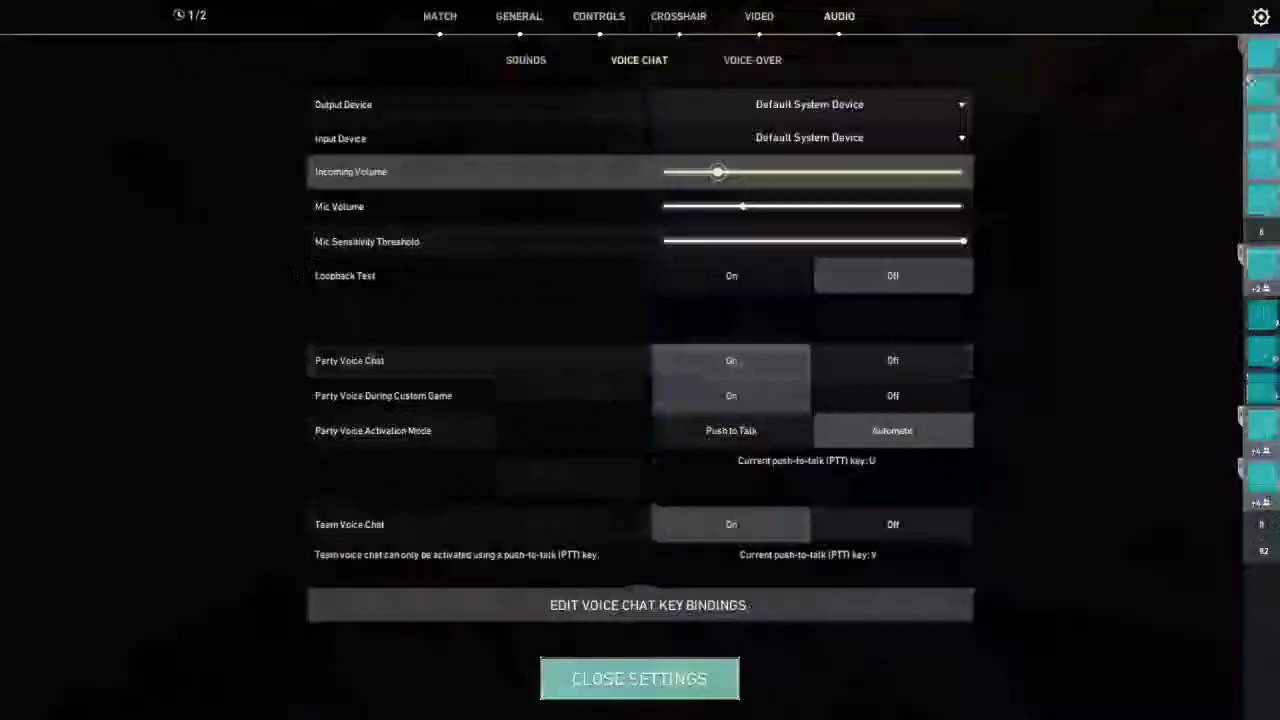 1/2
MATCH GENERAL CONTROLS CROSSHAIR VIDEO AUDIO
SOUNDS VOICE CHAT VOICE-OVER
Output Device Default System Device
Input Device Default System Device
Incoming Volume
Mic Volume
Mic Sensitivity Threshold
Loopback Test On Off
Party Voice Chat On Off
Party Voice During Custom Game On Off
Party Voice Activation Mode Push to Talk Automatic
Current push-to-talk (PTT) key: U
Team Voice Chat On Off
Team voice chat can only be activated using a push-to-talk (PTT) key. Current push-to-talk (PTT) key: V
EDIT VOICE CHAT KEY BINDINGS
CLOSE SETTINGS
+2